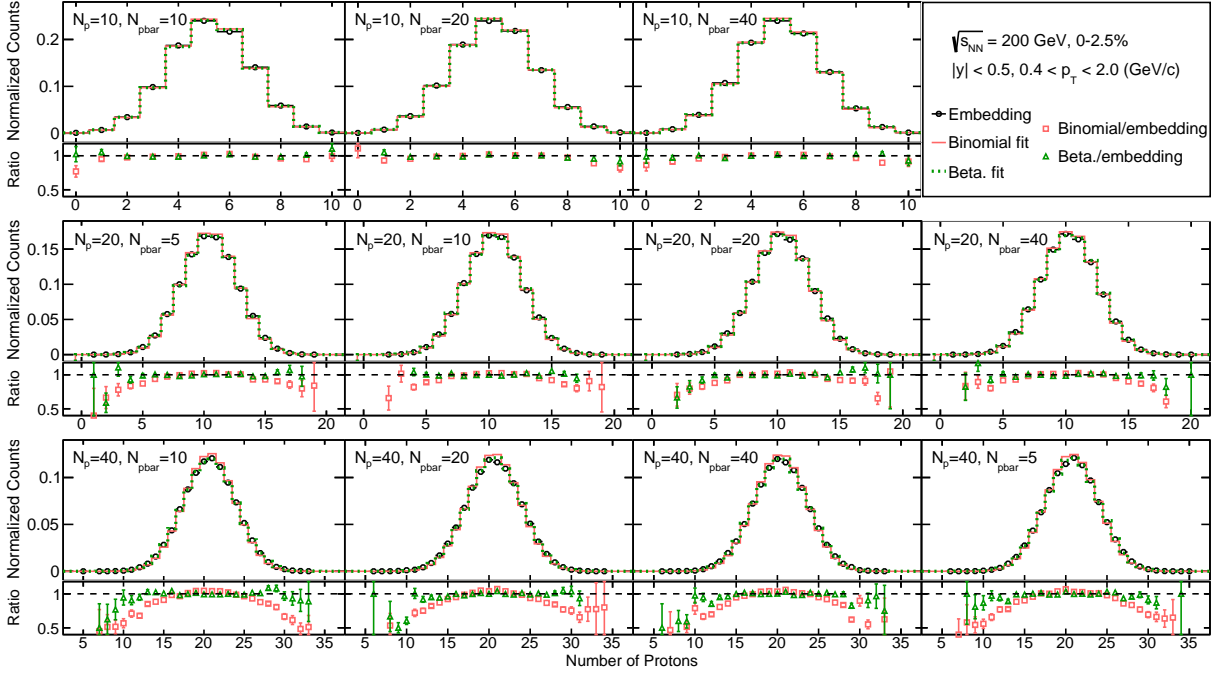 N_p=10, N_pbar=10
N_p=10, N_pbar=20
N_p=10, N_pbar=40
√s_NN = 200 GeV, 0-2.5%
|y| < 0.5, 0.4 < p_T < 2.0 (GeV/c)
Embedding
Binomial fit
Beta. fit
Binomial/embedding
Beta./embedding
Normalized Counts
0.2
0.1
0
Ratio
1
0.5
0 2 4 6 8 10
0 2 4 6 8 10
0 2 4 6 8 10
N_p=20, N_pbar=5
N_p=20, N_pbar=10
N_p=20, N_pbar=20
N_p=20, N_pbar=40
Normalized Counts
0.15
0.1
0.05
0
Ratio
1
0.5
0 5 10 15 20
0 5 10 15 20
0 5 10 15 20
0 5 10 15 20
N_p=40, N_pbar=10
N_p=40, N_pbar=20
N_p=40, N_pbar=40
N_p=40, N_pbar=5
Normalized Counts
0.1
0.05
0
Ratio
1
0.5
5 10 15 20 25 30 35
5 10 15 20 25 30 35
5 10 15 20 25 30 35
5 10 15 20 25 30 35
Number of Protons